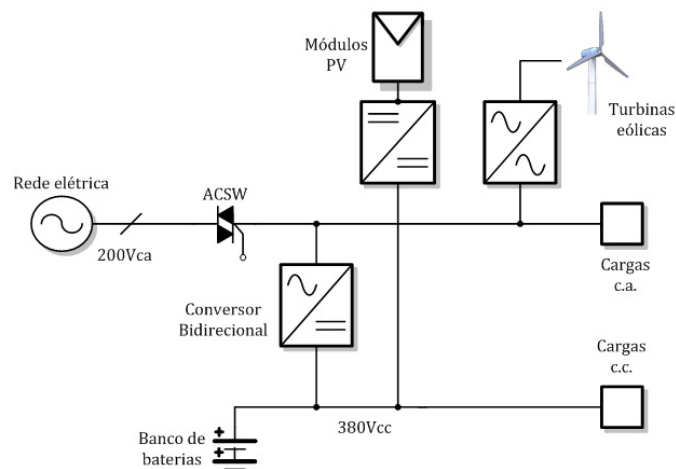 Módulos
PV
Turbinas
eólicas
Rede elétrica
ACSW
200Vca
Cargas
c.a.
Conversor
Bidirecional
Cargas
c.c.
380Vcc
Banco de
baterias